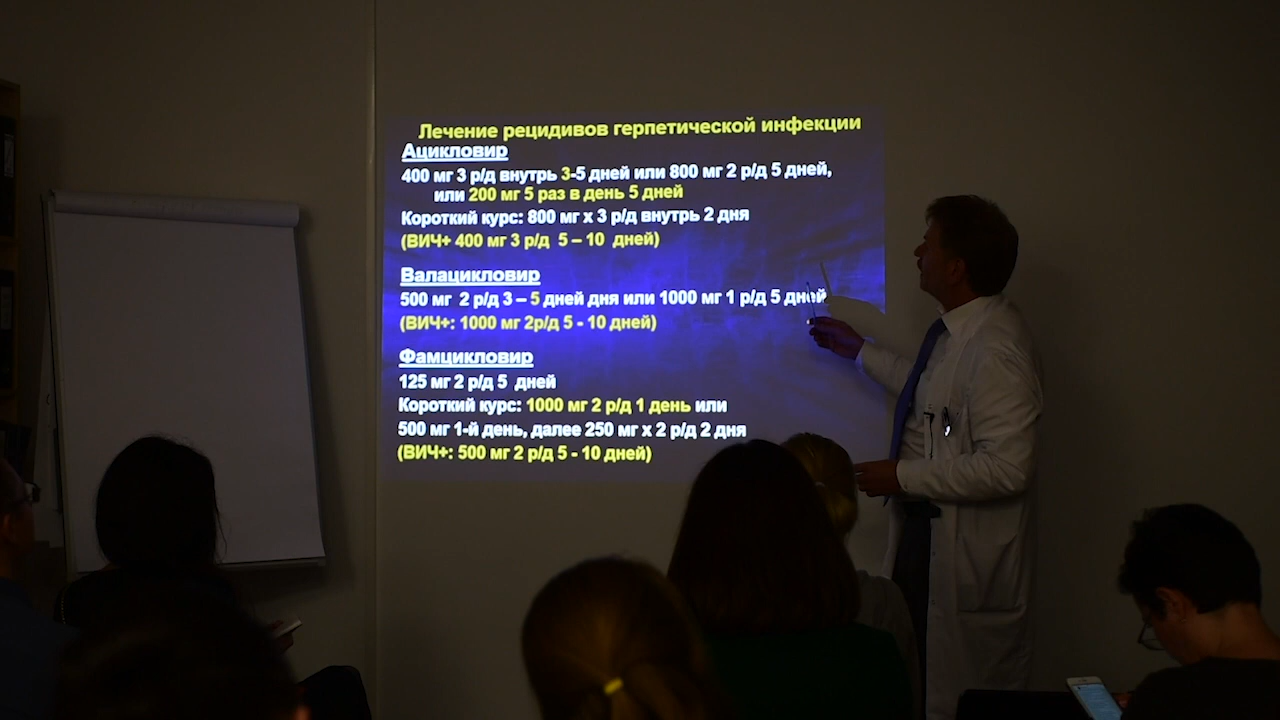 Лечение рецидивов герпетической инфекции
Ацикловир
400 мг 3 р/д внутрь 3-5 дней или 800 мг 2 р/д 5 дней,
или 200 мг 5 раз в день 5 дней
Короткий курс: 800 мг х 3 р/д внутрь 2 дня
(ВИЧ+ 400 мг 3 р/д 5 – 10 дней)
Валацикловир
500 мг 2 р/д 3 – 5 дней дня или 1000 мг 1 р/д 5 дней
(ВИЧ+: 1000 мг 2р/д 5 - 10 дней)
Фамцикловир
125 мг 2 р/д 5 дней
Короткий курс: 1000 мг 2 р/д 1 день или
500 мг 1-й день, далее 250 мг х 2 р/д 2 дня
(ВИЧ+: 500 мг 2 р/д 5 - 10 дней)